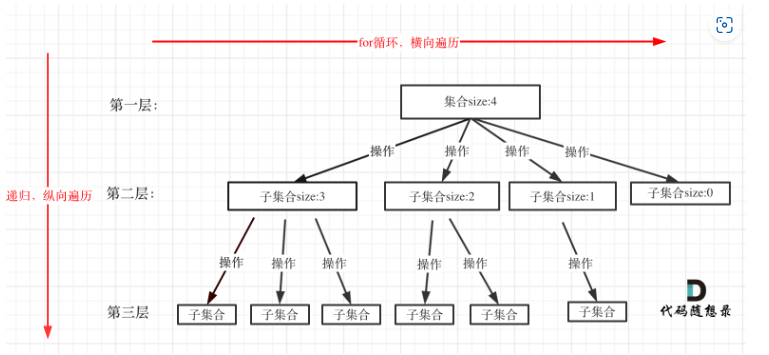 for循环，横向遍历
第一层：
集合size:4
操作
操作
操作
操作
递归，纵向遍历
第二层：
子集合size:3
子集合size:2
子集合size:1
子集合size:0
操作
操作
操作
操作
操作
操作
第三层
子集合
子集合
子集合
子集合
子集合
子集合
代码随想录